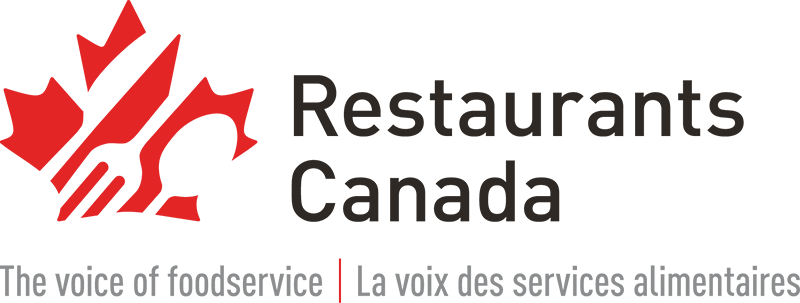 Restaurants
Canada
The voice of foodservice | La voix des services alimentaires